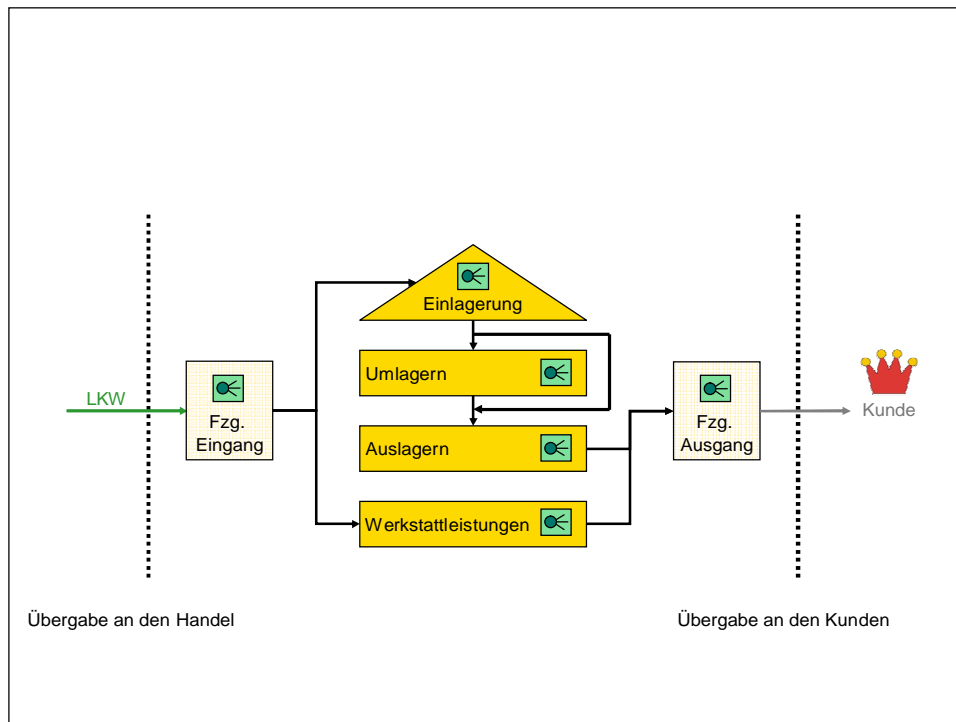 Einlagerung
Umlagern
LKW
Fzg.
Eingang
Auslagern
Fzg.
Ausgang
Kunde
Werkstattleistungen
Übergabe an den Handel
Übergabe an den Kunden